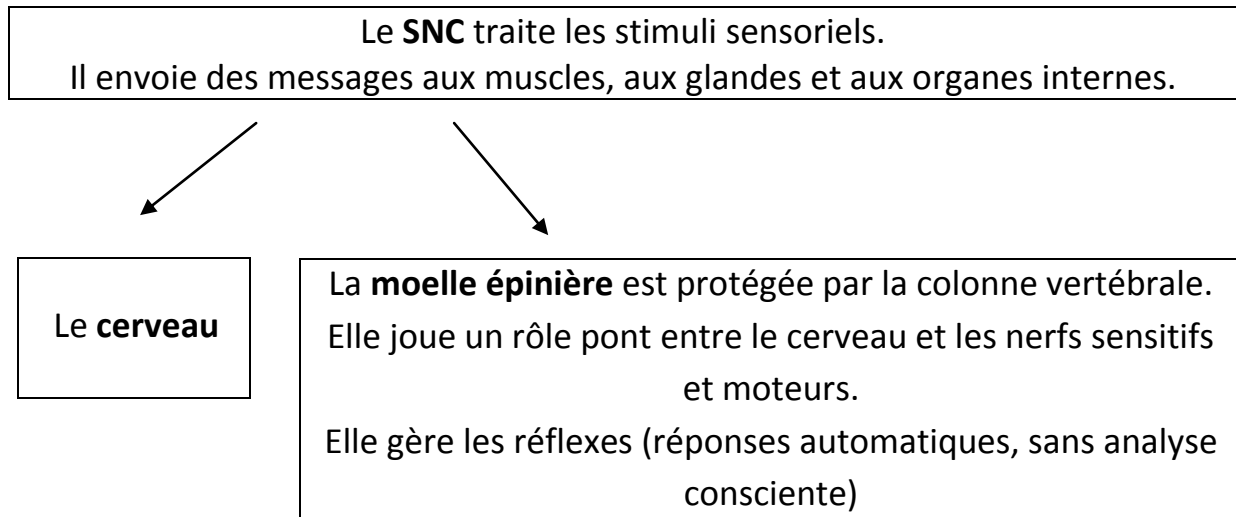 Le SNC traite les stimuli sensoriels.
Il envoie des messages aux muscles, aux glandes et aux organes internes.
Le cerveau
La moelle épinière est protégée par la colonne vertébrale.
Elle joue un rôle pont entre le cerveau et les nerfs sensitifs
et moteurs.
Elle gère les réflexes (réponses automatiques, sans analyse
consciente)